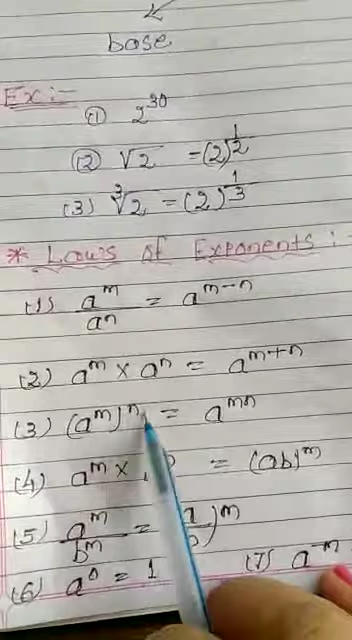 base
Ex:-
① 2^30
② √2 = (2)^1/2
(3) ³√2 = (2)^1/3
* Laws of Exponents:-
(1) a^m/a^n = a^(m-n)
(2) a^m × a^n = a^(m+n)
(3) (a^m)^n = a^mn
(4) a^m × = (ab)^m
(5) a^m/b^m = )^m
(6) a^0 = 1 (7) a^-m